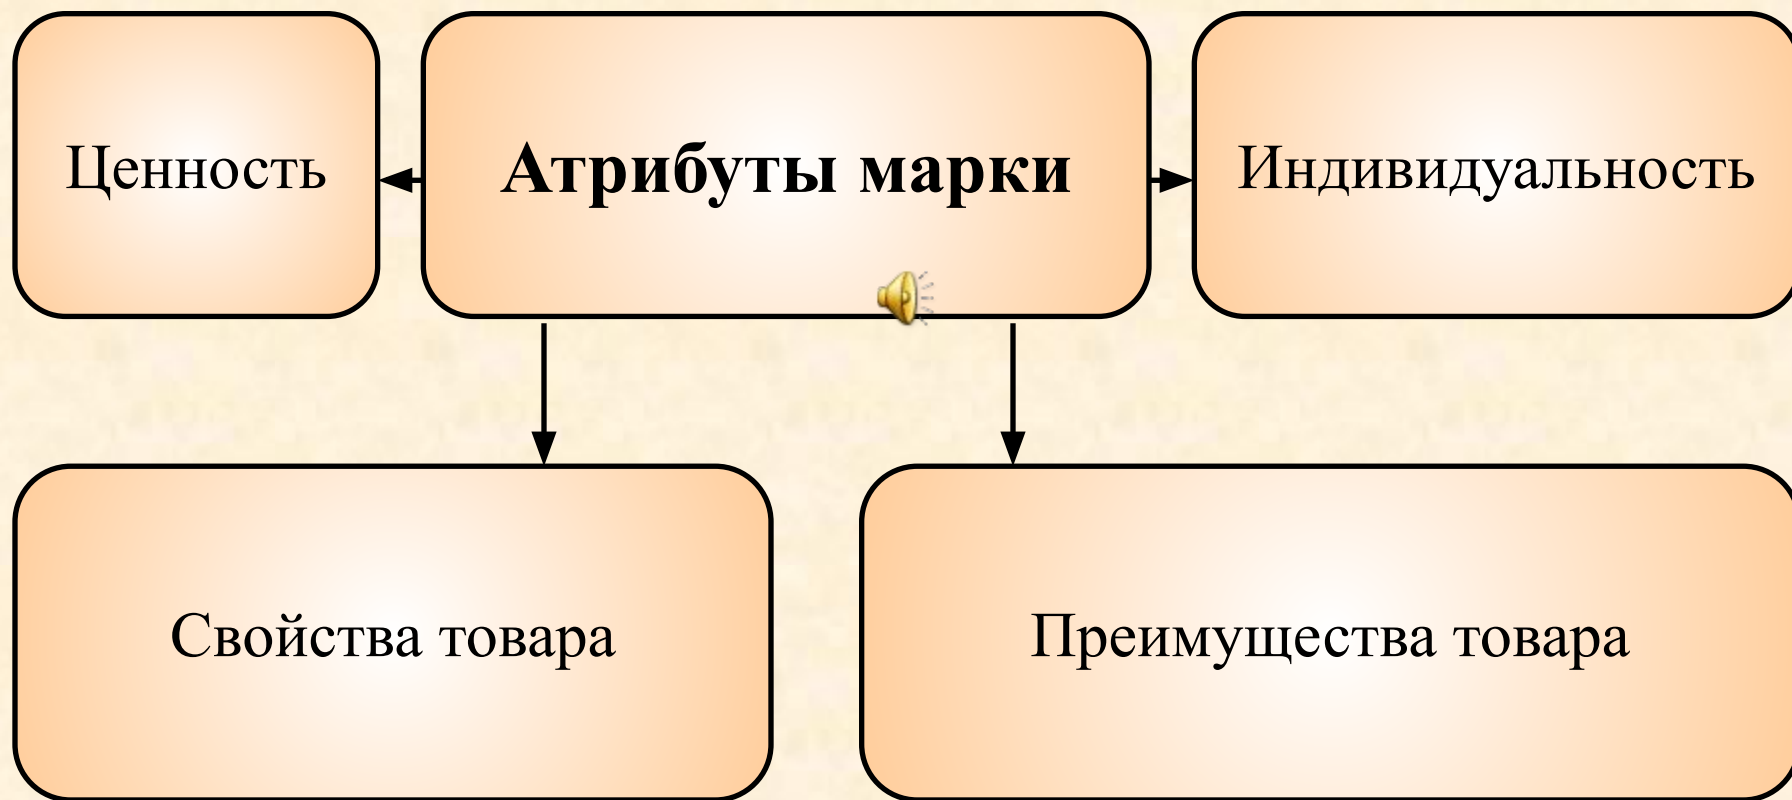 Ценность
Атрибуты марки
Индивидуальность
Свойства товара
Преимущества товара